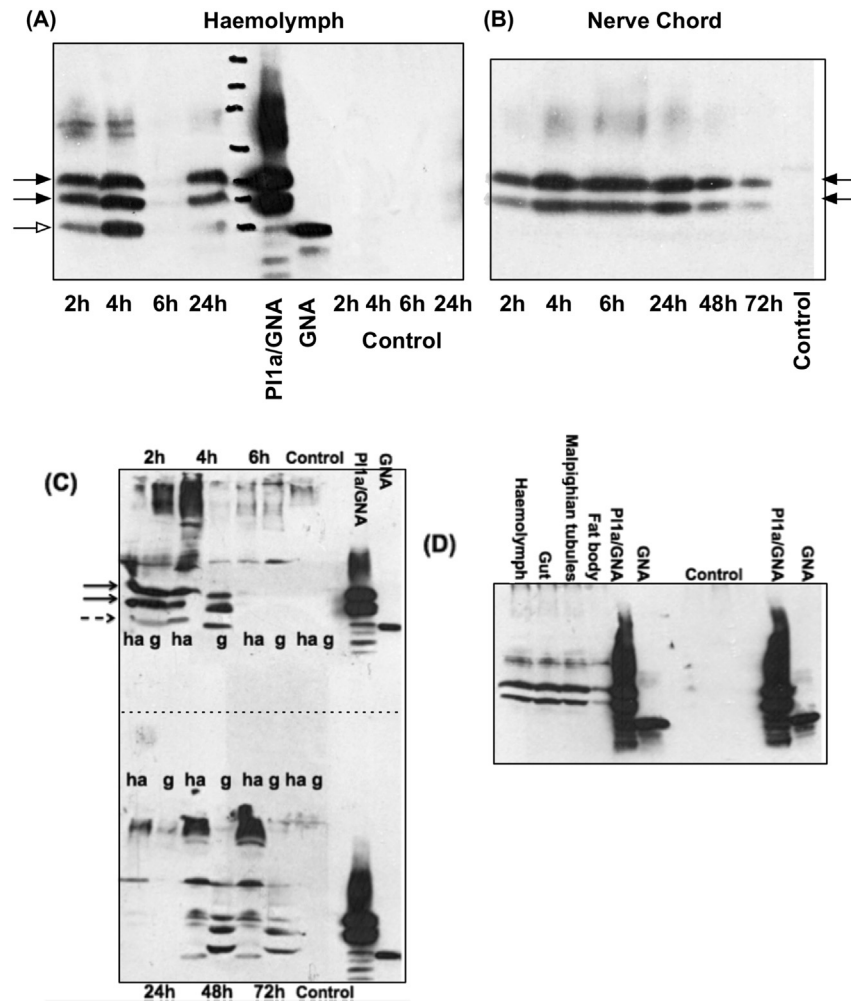 (A)
Haemolymph
2h 4h 6h 24h
Pl1a/GNA
GNA
2h 4h 6h 24h
Control
(B)
Nerve Chord
2h 4h 6h 24h 48h 72h
Control
(C)
2h 4h 6h Control
Pl1a/GNA
GNA
ha g ha g ha g ha g
ha g ha g ha g ha g
24h 48h 72h Control
(D)
Haemolymph
Gut
Malpighian tubules
Fat body
Pl1a/GNA
GNA
Control
Pl1a/GNA
GNA